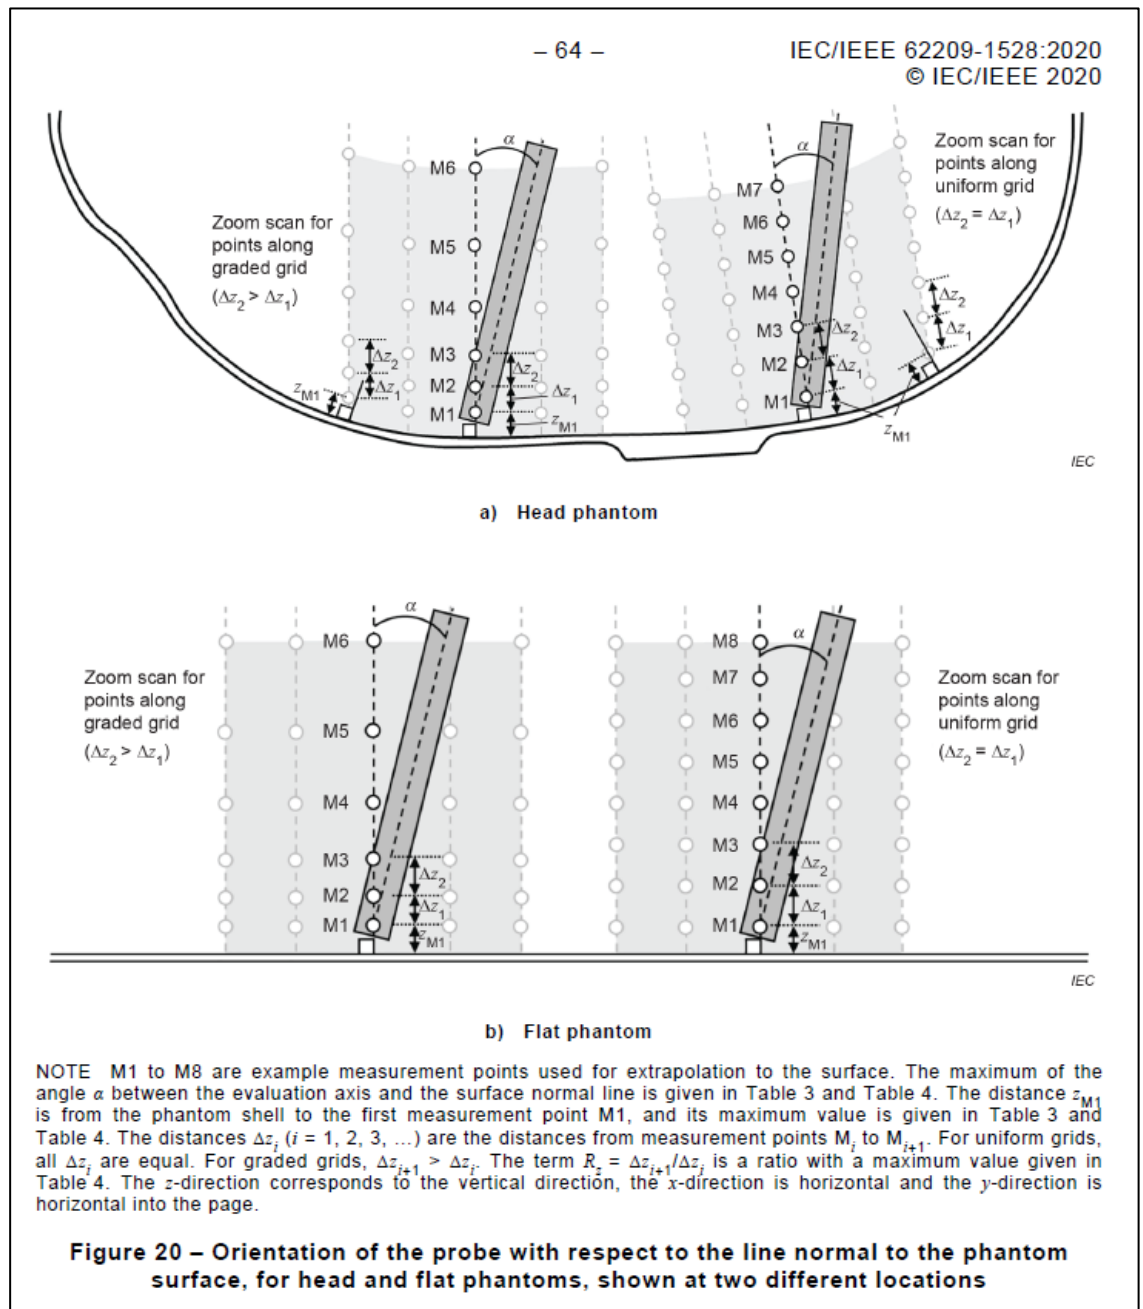 – 64 –
IEC/IEEE 62209-1528:2020
© IEC/IEEE 2020
α
M6
M5
M4
M3
M2
M1
Zoom scan for
points along
graded grid
(Δz2 > Δz1)
Δz2
Δz1
zM1
Δz2
Δz1
zM1
α
M7
M6
M5
M4
M3
M2
M1
Δz2
Δz1
Zoom scan for
points along
uniform grid
(Δz2 = Δz1)
Δz2
Δz1
zM1
IEC
a) Head phantom
α
M6
M5
M4
M3
M2
M1
Zoom scan for
points along
graded grid
(Δz2 > Δz1)
Δz2
Δz1
zM1
α
M8
M7
M6
M5
M4
M3
M2
M1
Δz2
Δz1
zM1
Zoom scan for
points along
uniform grid
(Δz2 = Δz1)
IEC
b) Flat phantom
NOTE M1 to M8 are example measurement points used for extrapolation to the surface. The maximum of the
angle α between the evaluation axis and the surface normal line is given in Table 3 and Table 4. The distance zM1
is from the phantom shell to the first measurement point M1, and its maximum value is given in Table 3 and
Table 4. The distances Δzi (i = 1, 2, 3, ...) are the distances from measurement points Mi to Mi+1. For uniform grids,
all Δzi are equal. For graded grids, Δzi+1 > Δzi. The term Rz = Δzi+1/Δzi is a ratio with a maximum value given in
Table 4. The z-direction corresponds to the vertical direction, the x-direction is horizontal and the y-direction is
horizontal into the page.
Figure 20 – Orientation of the probe with respect to the line normal to the phantom
surface, for head and flat phantoms, shown at two different locations